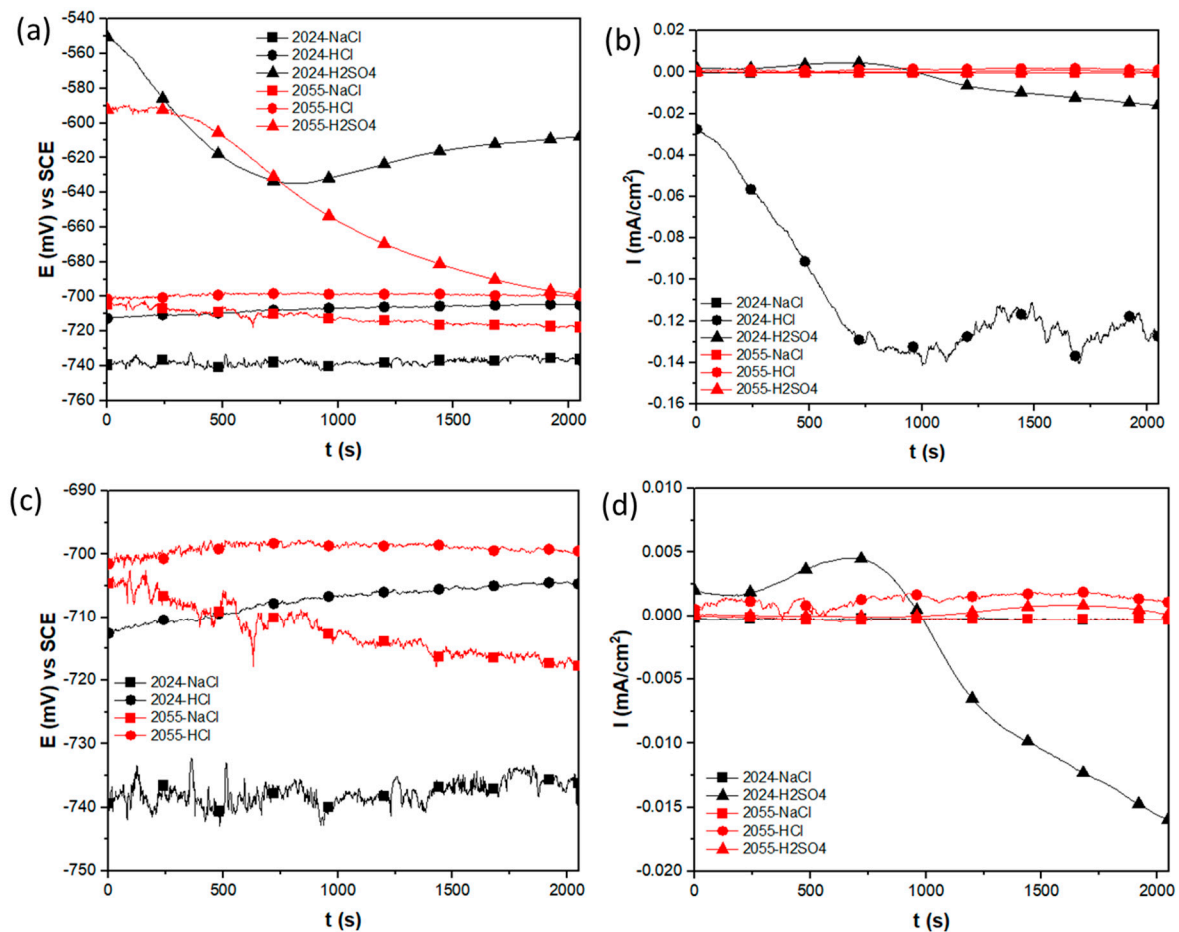 (a)
-540
-560
-580
-600
-620
-640
-660
-680
-700
-720
-740
-760
E (mV) vs SCE
2024-NaCl
2024-HCl
2024-H2SO4
2055-NaCl
2055-HCl
2055-H2SO4
0
500
1000
1500
2000
t (s)
(b)
0.02
0.00
-0.02
-0.04
-0.06
-0.08
-0.10
-0.12
-0.14
-0.16
I (mA/cm²)
2024-NaCl
2024-HCl
2024-H2SO4
2055-NaCl
2055-HCl
2055-H2SO4
0
500
1000
1500
2000
t (s)
(c)
-690
-700
-710
-720
-730
-740
-750
E (mV) vs SCE
2024-NaCl
2024-HCl
2055-NaCl
2055-HCl
0
500
1000
1500
2000
t (s)
(d)
0.010
0.005
0.000
-0.005
-0.010
-0.015
-0.020
I (mA/cm²)
2024-NaCl
2024-H2SO4
2055-NaCl
2055-HCl
2055-H2SO4
0
500
1000
1500
2000
t (s)